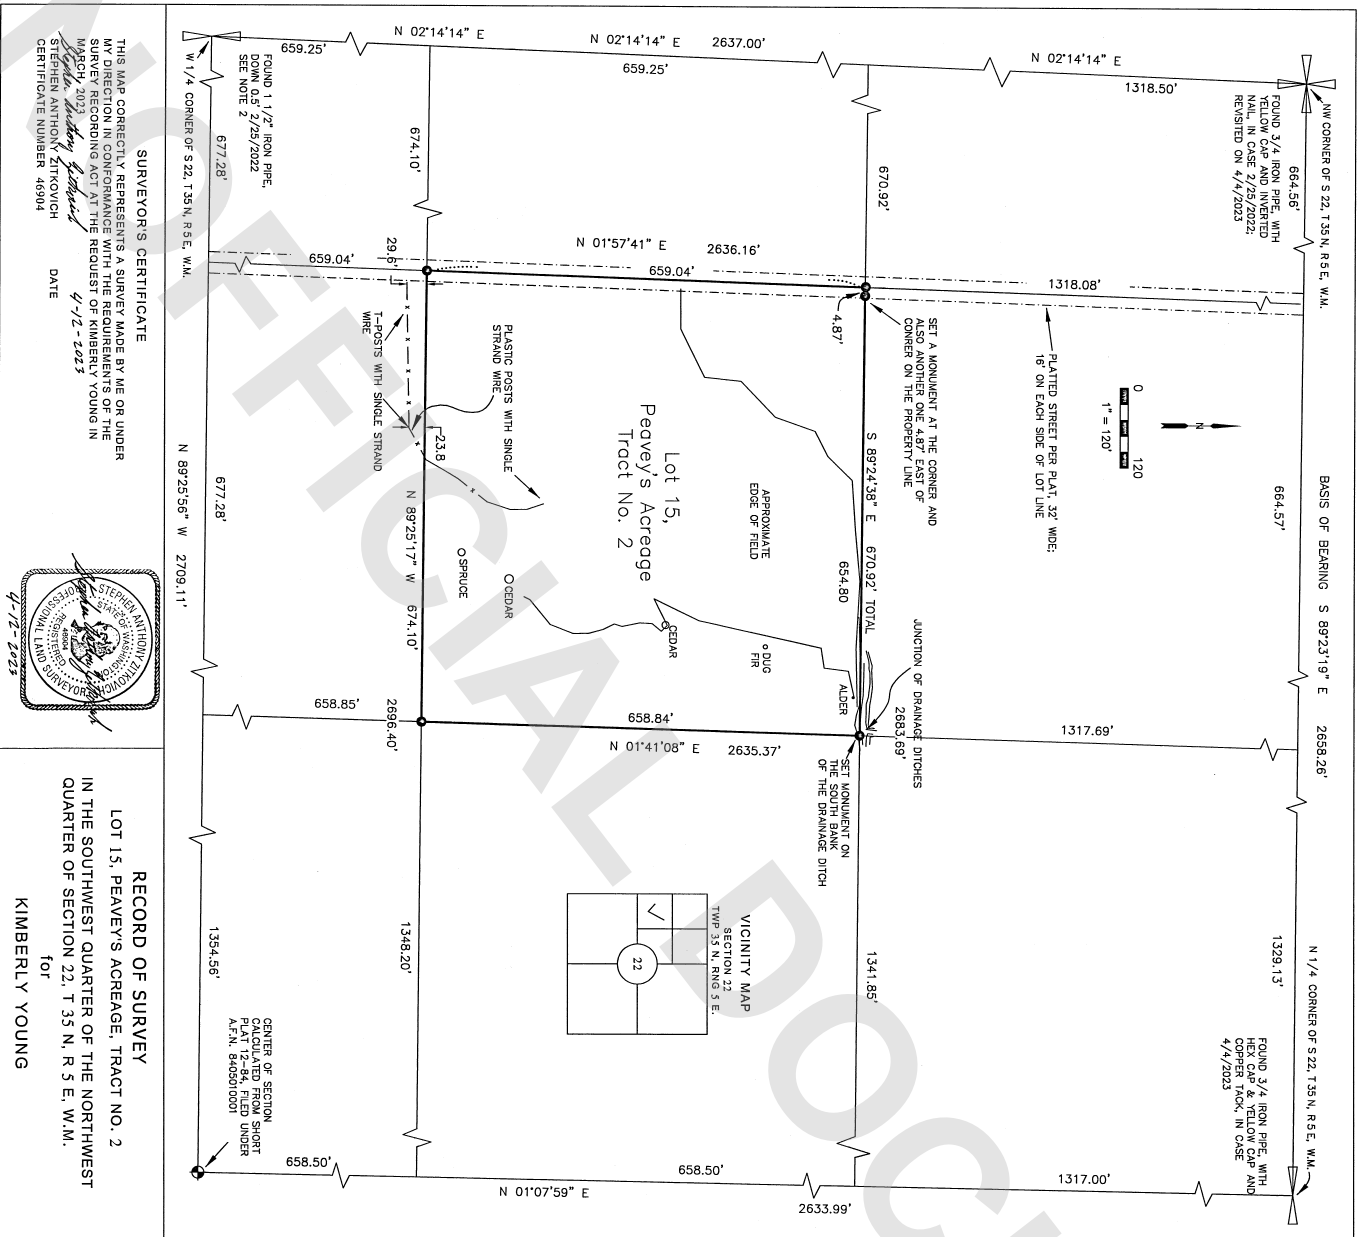 NW CORNER OF S 22, T 35 N, R 5 E, W.M.
BASIS OF BEARING   S 89°23'19" E   2658.26'
N 1/4 CORNER OF S 22, T 35 N, R 5 E, W.M.
664.56'
664.57'
1329.13'
FOUND 3/4 IRON PIPE, WITH
YELLOW CAP AND INVERTED
NAIL, IN CASE 2/25/2022;
REVISITED ON 4/4/2023
FOUND 3/4 IRON PIPE, WITH
HEX CAP & YELLOW CAP AND
COPPER TACK, IN CASE
4/4/2023
N 02°14'14" E
1318.50'
N 02°14'14" E   2637.00'
659.25'
N 02°14'14" E
659.25'
0   120
1" = 120'
N
PLATTED STREET PER PLAT, 32' WIDE;
16' ON EACH SIDE OF LOT LINE
1318.08'
1317.69'
1317.00'
SET A MONUMENT AT THE CORNER AND
ALSO ANOTHER ONE 4.87' EAST OF
CONRER ON THE PROPERTY LINE
JUNCTION OF DRAINAGE DITCHES
2683.69'
670.92'
S 89°24'38" E   670.92' TOTAL
1341.85'
4.87'
654.80
ALDER
SET MONUMENT ON
THE SOUTH BANK
OF THE DRAINAGE DITCH
DUG
FIR
APPROXIMATE
EDGE OF FIELD
N 01°57'41" E   2636.16'
659.04'
Lot 15,
Peavey's Acreage
Tract No. 2
CEDAR
658.84'
N 01°41'08" E   2635.37'
VICINITY MAP
SECTION 22
TWP 35 N, RNG 5 E.
22
658.50'
2633.99'
PLASTIC POSTS WITH SINGLE
STRAND WIRE
CEDAR
SPRUCE
23.8
674.10'
N 89°25'17" W   674.10'
1348.20'
29.6'
T-POSTS WITH SINGLE STRAND
WIRE
2696.40'
659.04'
658.85'
658.50'
N 01°07'59" E
FOUND 1 1/2" IRON PIPE,
DOWN 0.5' 2/25/2022
SEE NOTE 2
CENTER OF SECTION
CALCULATED FROM SHORT
PLAT 12-84, FILED UNDER
A.F.N. 8405010001
677.28'
677.28'
1354.56'
W 1/4 CORNER OF S 22, T 35 N, R 5 E, W.M.
N 89°25'56" W   2709.11'
SURVEYOR'S CERTIFICATE
THIS MAP CORRECTLY REPRESENTS A SURVEY MADE BY ME OR UNDER
MY DIRECTION IN CONFORMANCE WITH THE REQUIREMENTS OF THE
SURVEY RECORDING ACT AT THE REQUEST OF KIMBERLY YOUNG IN
MARCH, 2023
Stephen Anthony Zitkovich   4-12-2023
STEPHEN ANTHONY ZITKOVICH   DATE
CERTIFICATE NUMBER 46904
STEPHEN ANTHONY ZITKOVICH
STATE OF WASHINGTON
46904
REGISTERED
PROFESSIONAL LAND SURVEYOR
4-12-2023
RECORD OF SURVEY
LOT 15, PEAVEY'S ACREAGE, TRACT NO. 2
IN THE SOUTHWEST QUARTER OF THE NORTHWEST
QUARTER OF SECTION 22, T 35 N, R 5 E, W.M.
for
KIMBERLY YOUNG
NOFFICIAL DOC